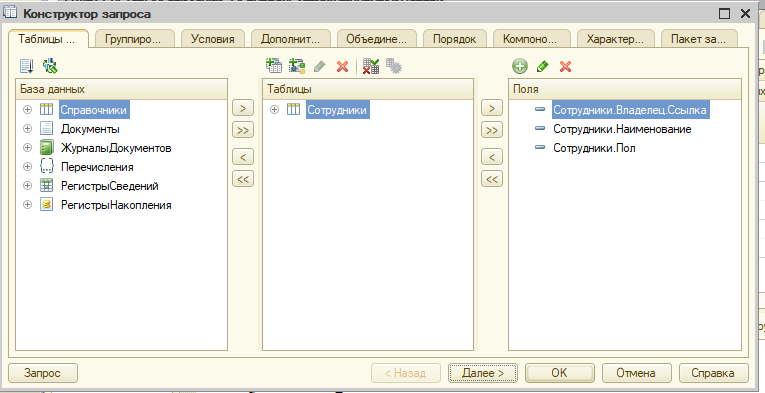 Конструктор запроса
Таблицы ...
Группиро...
Условия
Дополнит...
Объедине...
Порядок
Компоно...
Характер...
Пакет за...
База данных
Справочники
Документы
ЖурналыДокументов
Перечисления
РегистрыСведений
РегистрыНакопления
>
>>
<
<<
Таблицы
Сотрудники
>
>>
<
<<
Поля
Сотрудники.Владелец.Ссылка
Сотрудники.Наименование
Сотрудники.Пол
Запрос
< Назад
Далее >
OK
Отмена
Справка